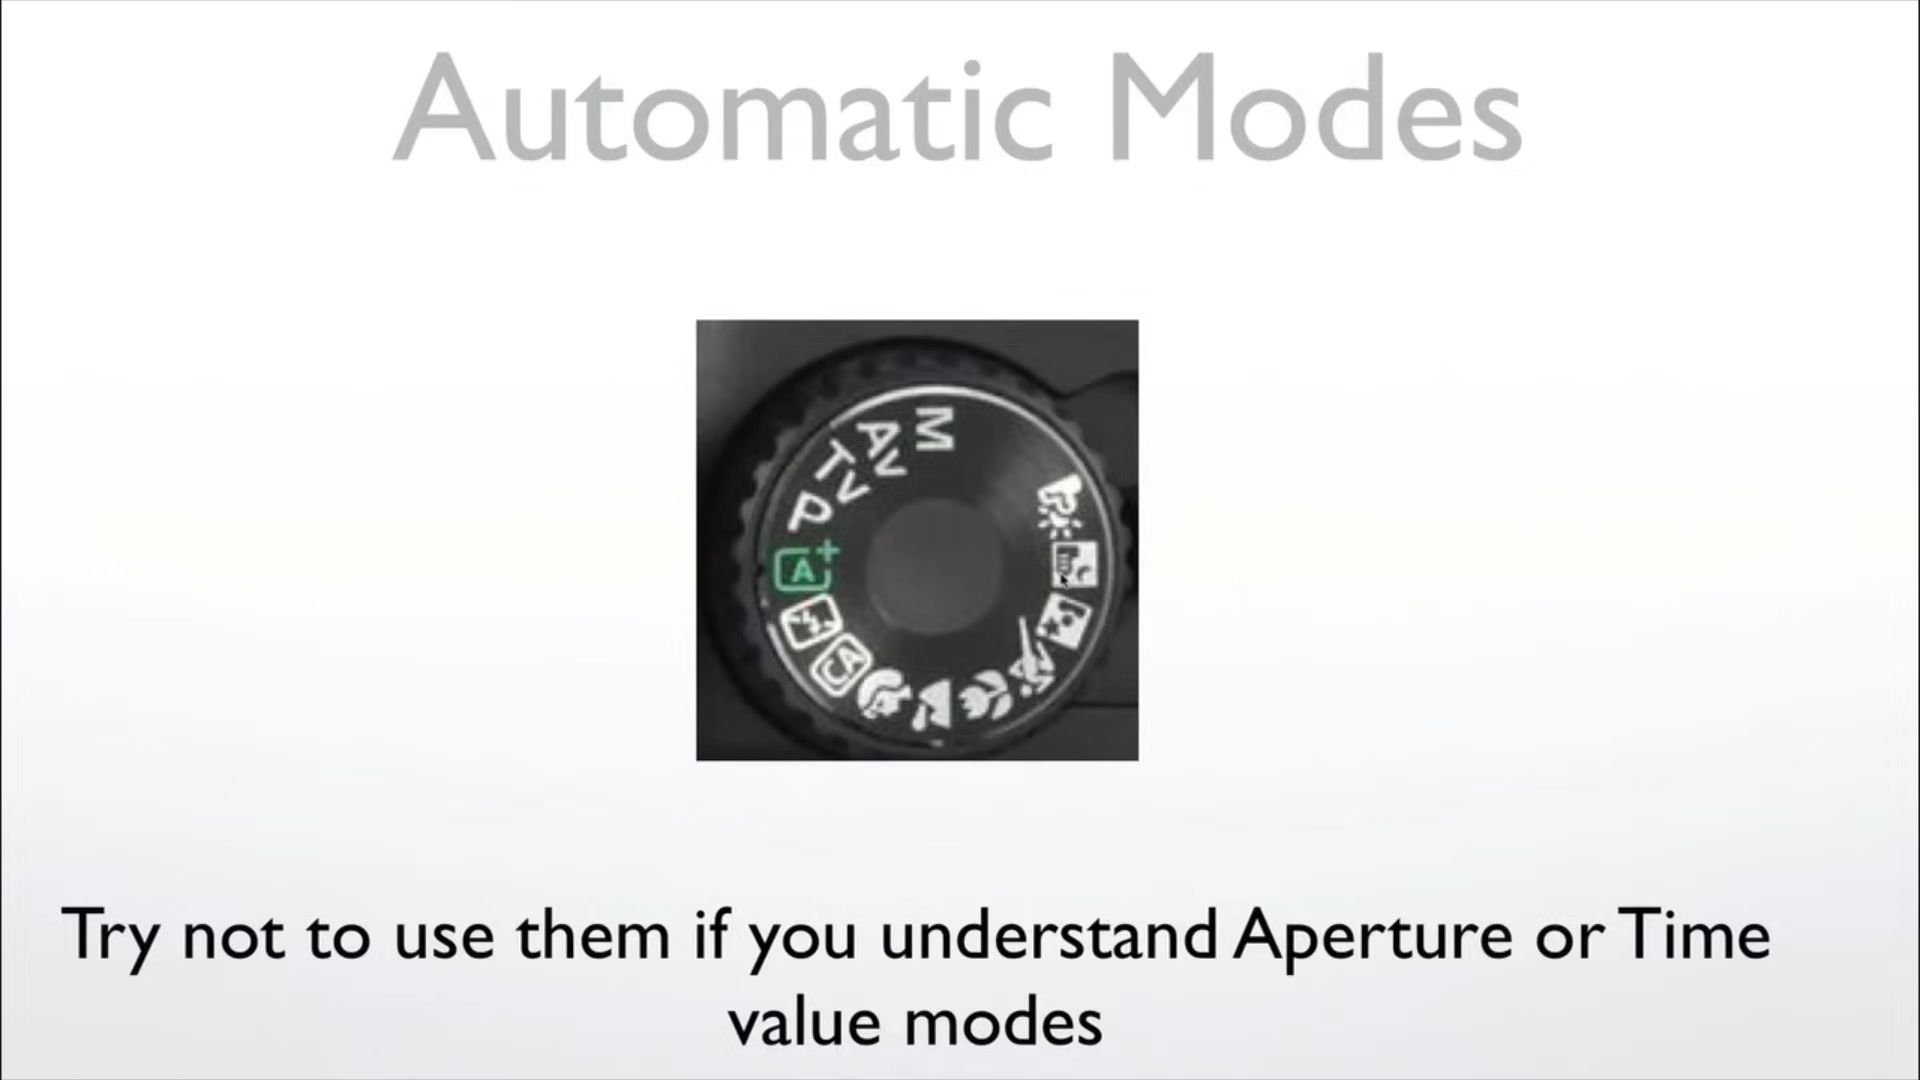 Automatic Modes
M
Av
Tv
P
A+
CA
Try not to use them if you understand Aperture or Time
value modes